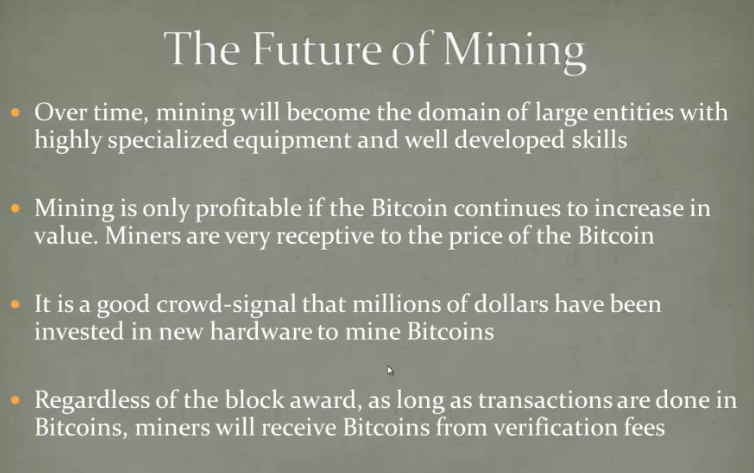 The Future of Mining
Over time, mining will become the domain of large entities with
highly specialized equipment and well developed skills
Mining is only profitable if the Bitcoin continues to increase in
value. Miners are very receptive to the price of the Bitcoin
It is a good crowd-signal that millions of dollars have been
invested in new hardware to mine Bitcoins
Regardless of the block award, as long as transactions are done in
Bitcoins, miners will receive Bitcoins from verification fees